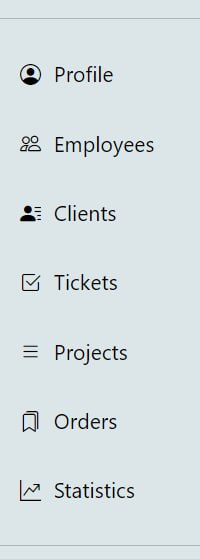 Profile
Employees
Clients
Tickets
Projects
Orders
Statistics